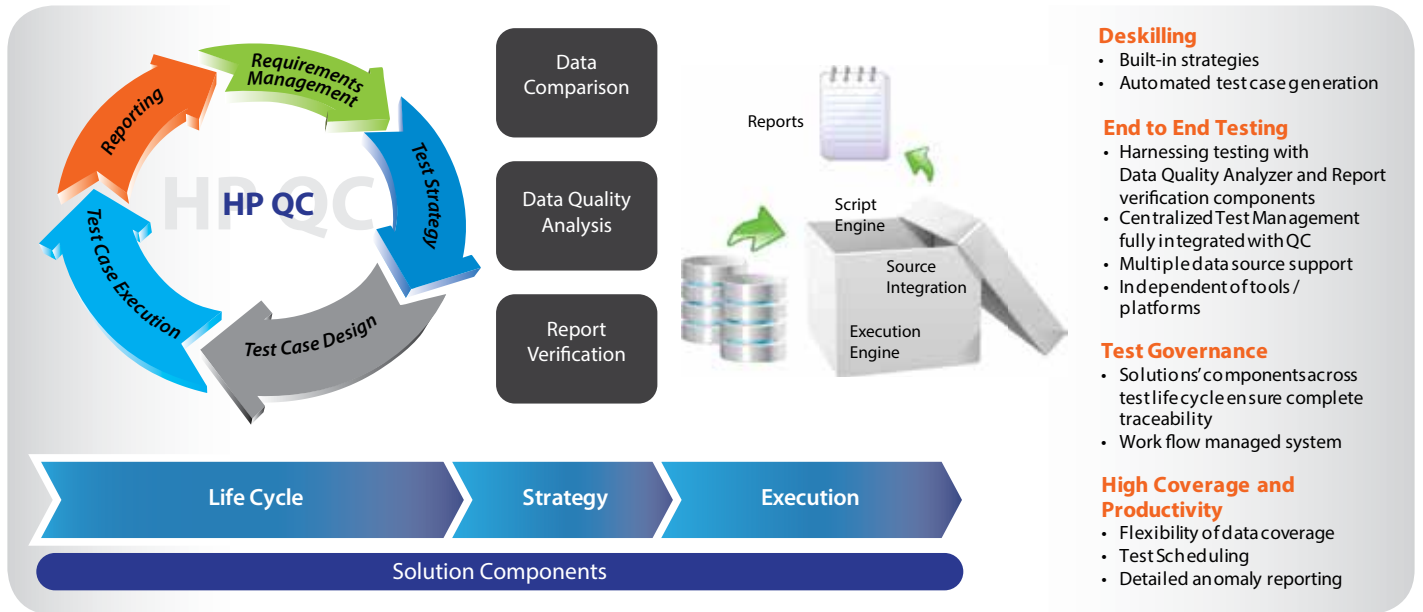 Requirements
Management
Test Strategy
Test Case Design
Test Case Execution
Reporting
HP QC
HP QC
Data
Comparison
Data Quality
Analysis
Report
Verification
Reports
Script
Engine
Source
Integration
Execution
Engine
Life Cycle
Strategy
Execution
Solution Components
Deskilling
• Built-in strategies
• Automated test case generation
End to End Testing
• Harnessing testing with
Data Quality Analyzer and Report
verification components
• Centralized Test Management
fully integrated with QC
• Multiple data source support
• Independent of tools /
platforms
Test Governance
• Solutions’ components across
test life cycle ensure complete
traceability
• Work flow managed system
High Coverage and
Productivity
• Flexibility of data coverage
• Test Scheduling
• Detailed anomaly reporting